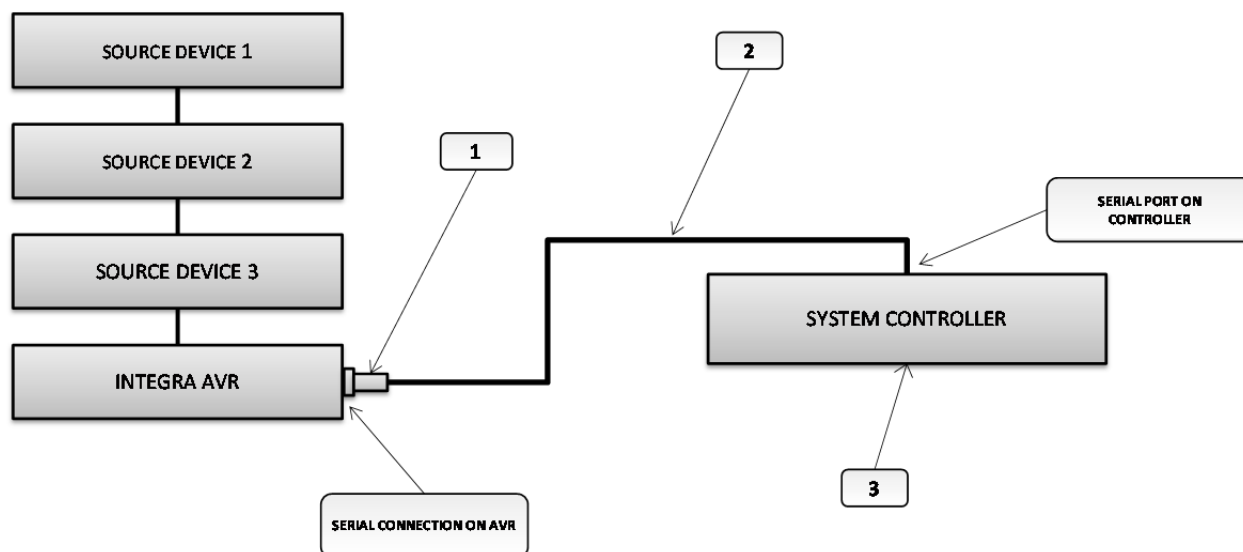 SOURCE DEVICE 1
SOURCE DEVICE 2
SOURCE DEVICE 3
INTEGRA AVR
1
2
SERIAL PORT ON
CONTROLLER
SYSTEM CONTROLLER
3
SERIAL CONNECTION ON AVR